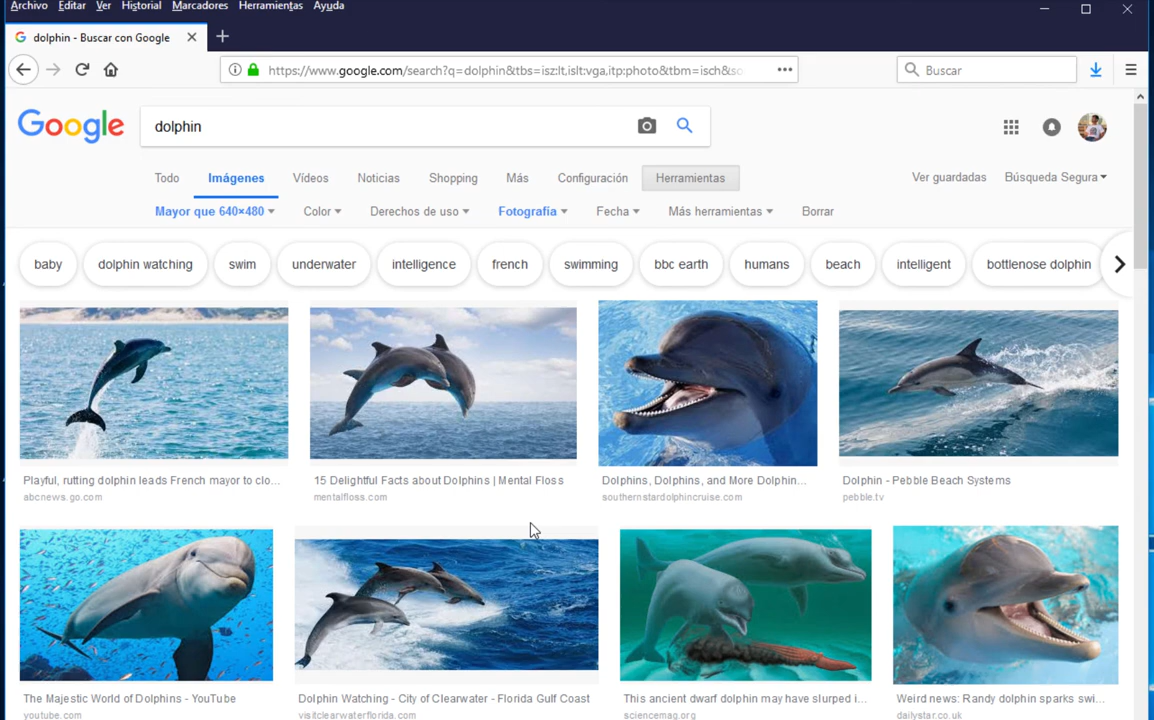 Archivo Editar Ver Historial Marcadores Herramientas Ayuda
dolphin - Buscar con Google
https://www.google.com/search?q=dolphin&tbs=isz:lt,islt:vga,itp:photo&tbm=isch&so
Buscar
Google
dolphin
Todo Imágenes Vídeos Noticias Shopping Más Configuración Herramientas Ver guardadas Búsqueda Segura
Mayor que 640×480 Color Derechos de uso Fotografía Fecha Más herramientas Borrar
baby dolphin watching swim underwater intelligence french swimming bbc earth humans beach intelligent bottlenose dolphin
Playful, rutting dolphin leads French mayor to clo... 15 Delightful Facts about Dolphins | Mental Floss Dolphins, Dolphins, and More Dolphin... Dolphin - Pebble Beach Systems
abcnews.go.com mentalfloss.com southernstardolphincruise.com pebble.tv
The Majestic World of Dolphins - YouTube Dolphin Watching - City of Clearwater - Florida Gulf Coast This ancient dwarf dolphin may have slurped i... Weird news: Randy dolphin sparks swi...
youtube.com visitclearwaterflorida.com sciencemag.org dailystar.co.uk